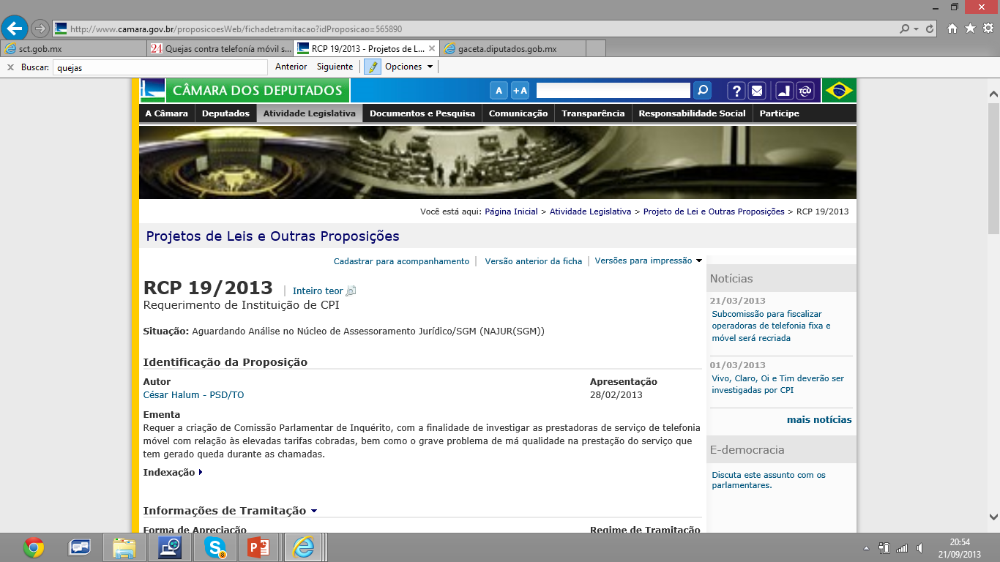 http://www.camara.gov.br/proposicoesWeb/fichadetramitacao?idProposicao=565890
sct.gob.mx
24 Quejas contra telefonía móvil s...
RCP 19/2013 - Projetos de L...
gaceta.diputados.gob.mx
Buscar: quejas Anterior Siguiente Opciones
CÂMARA DOS DEPUTADOS
A +A ? TCU
A Câmara Deputados Atividade Legislativa Documentos e Pesquisa Comunicação Transparência Responsabilidade Social Participe
Você está aqui: Página Inicial > Atividade Legislativa > Projeto de Lei e Outras Proposições > RCP 19/2013
Projetos de Leis e Outras Proposições
Cadastrar para acompanhamento | Versão anterior da ficha | Versões para impressão
RCP 19/2013 | Inteiro teor
Requerimento de Instituição de CPI
Situação: Aguardando Análise no Núcleo de Assessoramento Jurídico/SGM (NAJUR(SGM))
Identificação da Proposição
Autor
César Halum - PSD/TO
Apresentação
28/02/2013
Ementa
Requer a criação de Comissão Parlamentar de Inquérito, com a finalidade de investigar as prestadoras de serviço de telefonia
móvel com relação às elevadas tarifas cobradas, bem como o grave problema de má qualidade na prestação do serviço que
tem gerado queda durante as chamadas.
Indexação
Informações de Tramitação
Forma de Apreciação Regime de Tramitação
Notícias
21/03/2013
Subcomissão para fiscalizar
operadoras de telefonia fixa e
móvel será recriada
01/03/2013
Vivo, Claro, Oi e Tim deverão ser
investigadas por CPI
mais notícias
E-democracia
Discuta este assunto com os
parlamentares.
8
20:54
21/09/2013